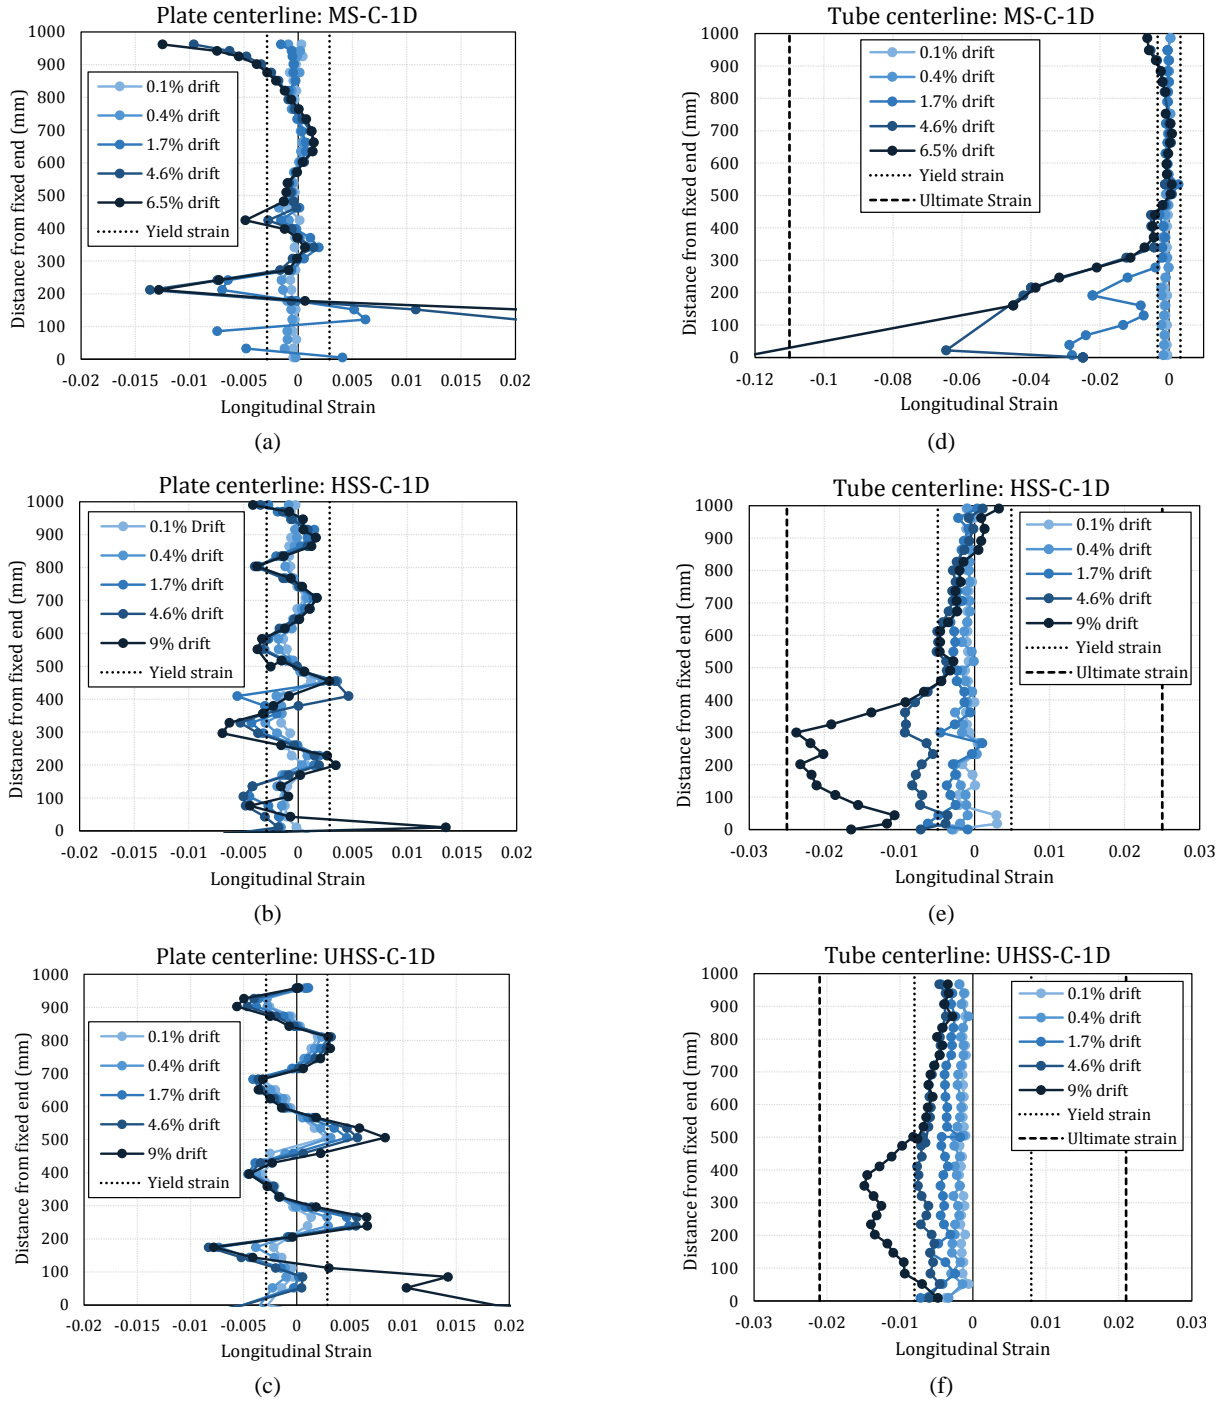 Plate centerline: MS-C-1D
1000
900
800
700
600
500
400
300
200
100
0
Distance from fixed end (mm)
0.1% drift
0.4% drift
1.7% drift
4.6% drift
6.5% drift
Yield strain
-0.02 -0.015 -0.01 -0.005 0 0.005 0.01 0.015 0.02
Longitudinal Strain
(a)
Tube centerline: MS-C-1D
1000
900
800
700
600
500
400
300
200
100
0
Distance from fixed end (mm)
0.1% drift
0.4% drift
1.7% drift
4.6% drift
6.5% drift
Yield strain
Ultimate Strain
-0.12 -0.1 -0.08 -0.06 -0.04 -0.02 0
Longitudinal Strain
(d)
Plate centerline: HSS-C-1D
1000
900
800
700
600
500
400
300
200
100
0
Distance from fixed end (mm)
0.1% Drift
0.4% drift
1.7% drift
4.6% drift
9% drift
Yield strain
-0.02 -0.015 -0.01 -0.005 0 0.005 0.01 0.015 0.02
Longitudinal Strain
(b)
Tube centerline: HSS-C-1D
1000
900
800
700
600
500
400
300
200
100
0
Distance from fixed end (mm)
0.1% drift
0.4% drift
1.7% drift
4.6% drift
9% drift
Yield strain
Ultimate strain
-0.03 -0.02 -0.01 0 0.01 0.02 0.03
Longitudinal Strain
(e)
Plate centerline: UHSS-C-1D
1000
900
800
700
600
500
400
300
200
100
0
Distance from fixed end (mm)
0.1% drift
0.4% drift
1.7% drift
4.6% drift
9% drift
Yield strain
-0.02 -0.015 -0.01 -0.005 0 0.005 0.01 0.015 0.02
Longitudinal Strain
(c)
Tube centerline: UHSS-C-1D
1000
900
800
700
600
500
400
300
200
100
0
Distance from fixed end (mm)
0.1% drift
0.4% drift
1.7% drift
4.6% drift
9% drift
Yield strain
Ultimate strain
-0.03 -0.02 -0.01 0 0.01 0.02 0.03
Longitudinal Strain
(f)